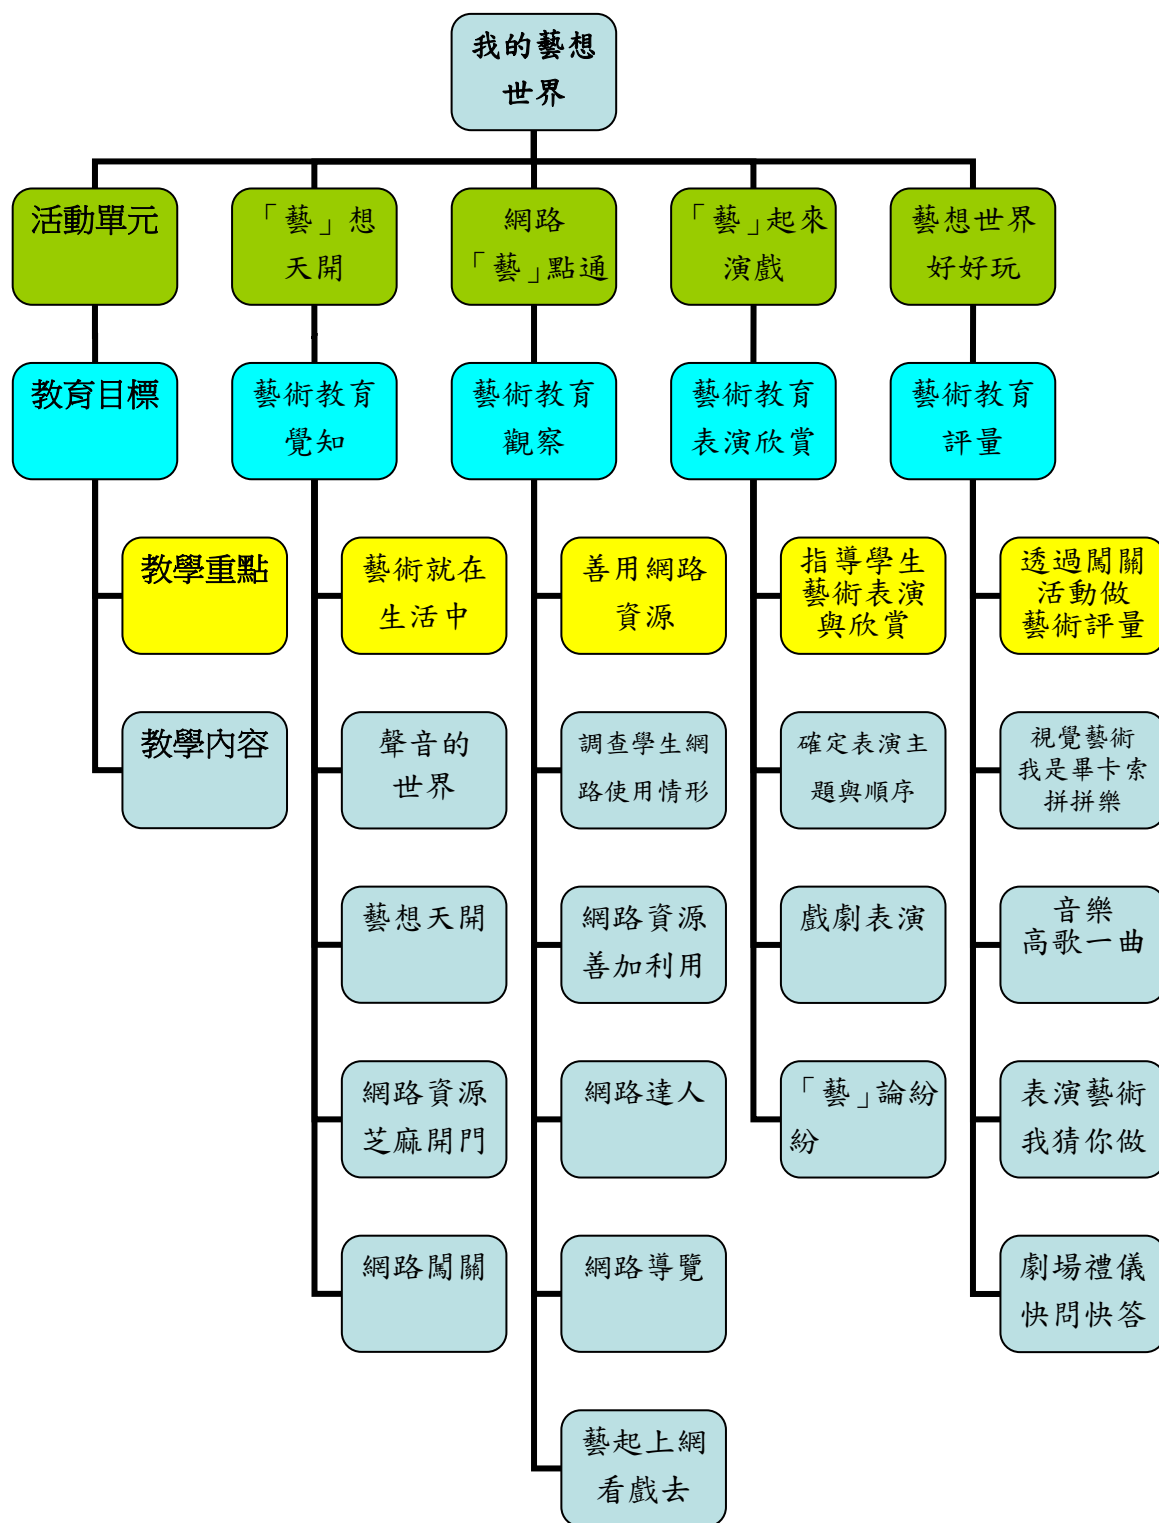 我的藝想
世界
活動單元
「藝」想
天開
網路
「藝」點通
「藝」起來
演戲
藝想世界
好好玩
教育目標
藝術教育
覺知
藝術教育
觀察
藝術教育
表演欣賞
藝術教育
評量
教學重點
藝術就在
生活中
善用網路
資源
指導學生
藝術表演
與欣賞
透過闖關
活動做
藝術評量
教學內容
聲音的
世界
調查學生網
路使用情形
確定表演主
題與順序
視覺藝術
我是畢卡索
拼拼樂
藝想天開
網路資源
善加利用
戲劇表演
音樂
高歌一曲
網路資源
芝麻開門
網路達人
「藝」論紛
紛
表演藝術
我猜你做
網路闖關
網路導覽
劇場禮儀
快問快答
藝起上網
看戲去